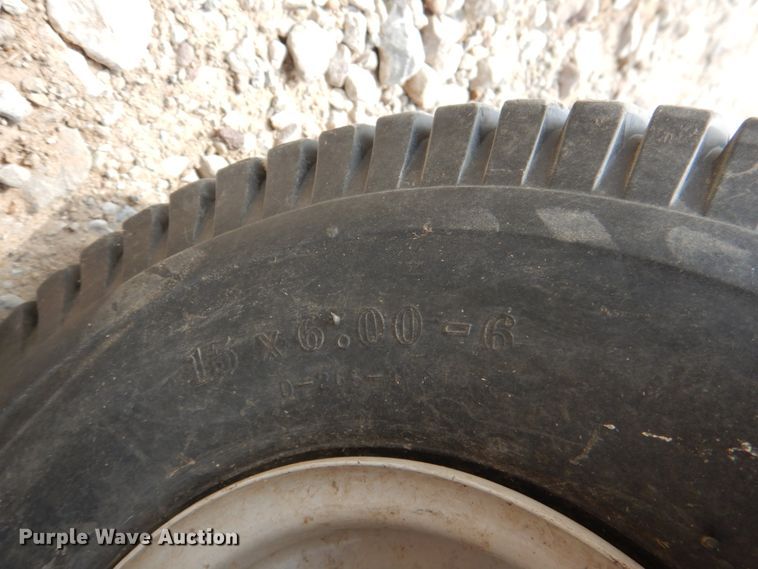 15 x 6.00 - 6
Purple Wave Auction